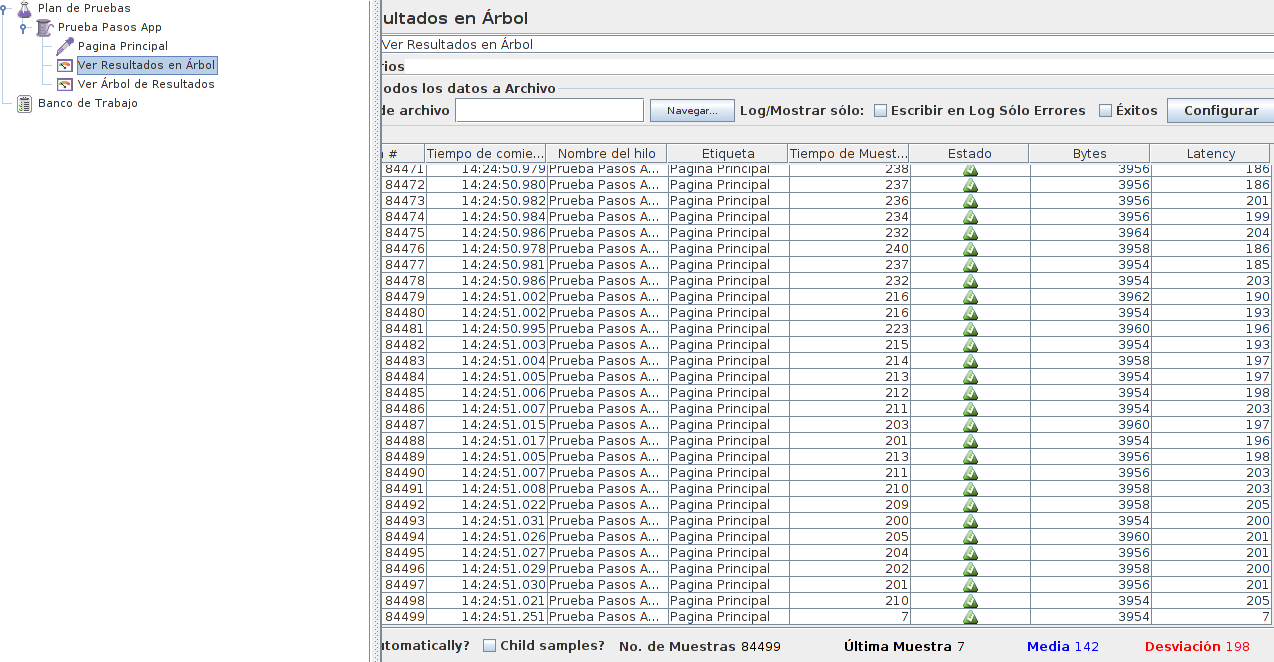 Plan de Pruebas
Prueba Pasos App
Pagina Principal
Ver Resultados en Árbol
Ver Árbol de Resultados
Banco de Trabajo
ultados en Árbol
Ver Resultados en Árbol
rios
odos los datos a Archivo
de archivo Navegar... Log/Mostrar sólo: Escribir en Log Sólo Errores Éxitos Configurar
# Tiempo de comie... Nombre del hilo Etiqueta Tiempo de Muest... Estado Bytes Latency
84471 14:24:50.979 Prueba Pasos A... Pagina Principal 238 3956 186
84472 14:24:50.980 Prueba Pasos A... Pagina Principal 237 3956 186
84473 14:24:50.982 Prueba Pasos A... Pagina Principal 236 3956 201
84474 14:24:50.984 Prueba Pasos A... Pagina Principal 234 3956 199
84475 14:24:50.986 Prueba Pasos A... Pagina Principal 232 3964 204
84476 14:24:50.978 Prueba Pasos A... Pagina Principal 240 3958 186
84477 14:24:50.981 Prueba Pasos A... Pagina Principal 237 3954 185
84478 14:24:50.986 Prueba Pasos A... Pagina Principal 232 3954 203
84479 14:24:51.002 Prueba Pasos A... Pagina Principal 216 3962 190
84480 14:24:51.002 Prueba Pasos A... Pagina Principal 216 3954 193
84481 14:24:50.995 Prueba Pasos A... Pagina Principal 223 3960 196
84482 14:24:51.003 Prueba Pasos A... Pagina Principal 215 3954 193
84483 14:24:51.004 Prueba Pasos A... Pagina Principal 214 3958 197
84484 14:24:51.005 Prueba Pasos A... Pagina Principal 213 3954 197
84485 14:24:51.006 Prueba Pasos A... Pagina Principal 212 3954 198
84486 14:24:51.007 Prueba Pasos A... Pagina Principal 211 3954 203
84487 14:24:51.015 Prueba Pasos A... Pagina Principal 203 3960 197
84488 14:24:51.017 Prueba Pasos A... Pagina Principal 201 3954 196
84489 14:24:51.005 Prueba Pasos A... Pagina Principal 213 3956 198
84490 14:24:51.007 Prueba Pasos A... Pagina Principal 211 3956 203
84491 14:24:51.008 Prueba Pasos A... Pagina Principal 210 3958 203
84492 14:24:51.022 Prueba Pasos A... Pagina Principal 209 3958 205
84493 14:24:51.031 Prueba Pasos A... Pagina Principal 200 3954 200
84494 14:24:51.026 Prueba Pasos A... Pagina Principal 205 3960 201
84495 14:24:51.027 Prueba Pasos A... Pagina Principal 204 3956 201
84496 14:24:51.029 Prueba Pasos A... Pagina Principal 202 3958 200
84497 14:24:51.030 Prueba Pasos A... Pagina Principal 201 3956 201
84498 14:24:51.021 Prueba Pasos A... Pagina Principal 210 3954 205
84499 14:24:51.251 Prueba Pasos A... Pagina Principal 7 3954 7
utomatically? Child samples? No. de Muestras 84499 Última Muestra 7 Media 142 Desviación 198